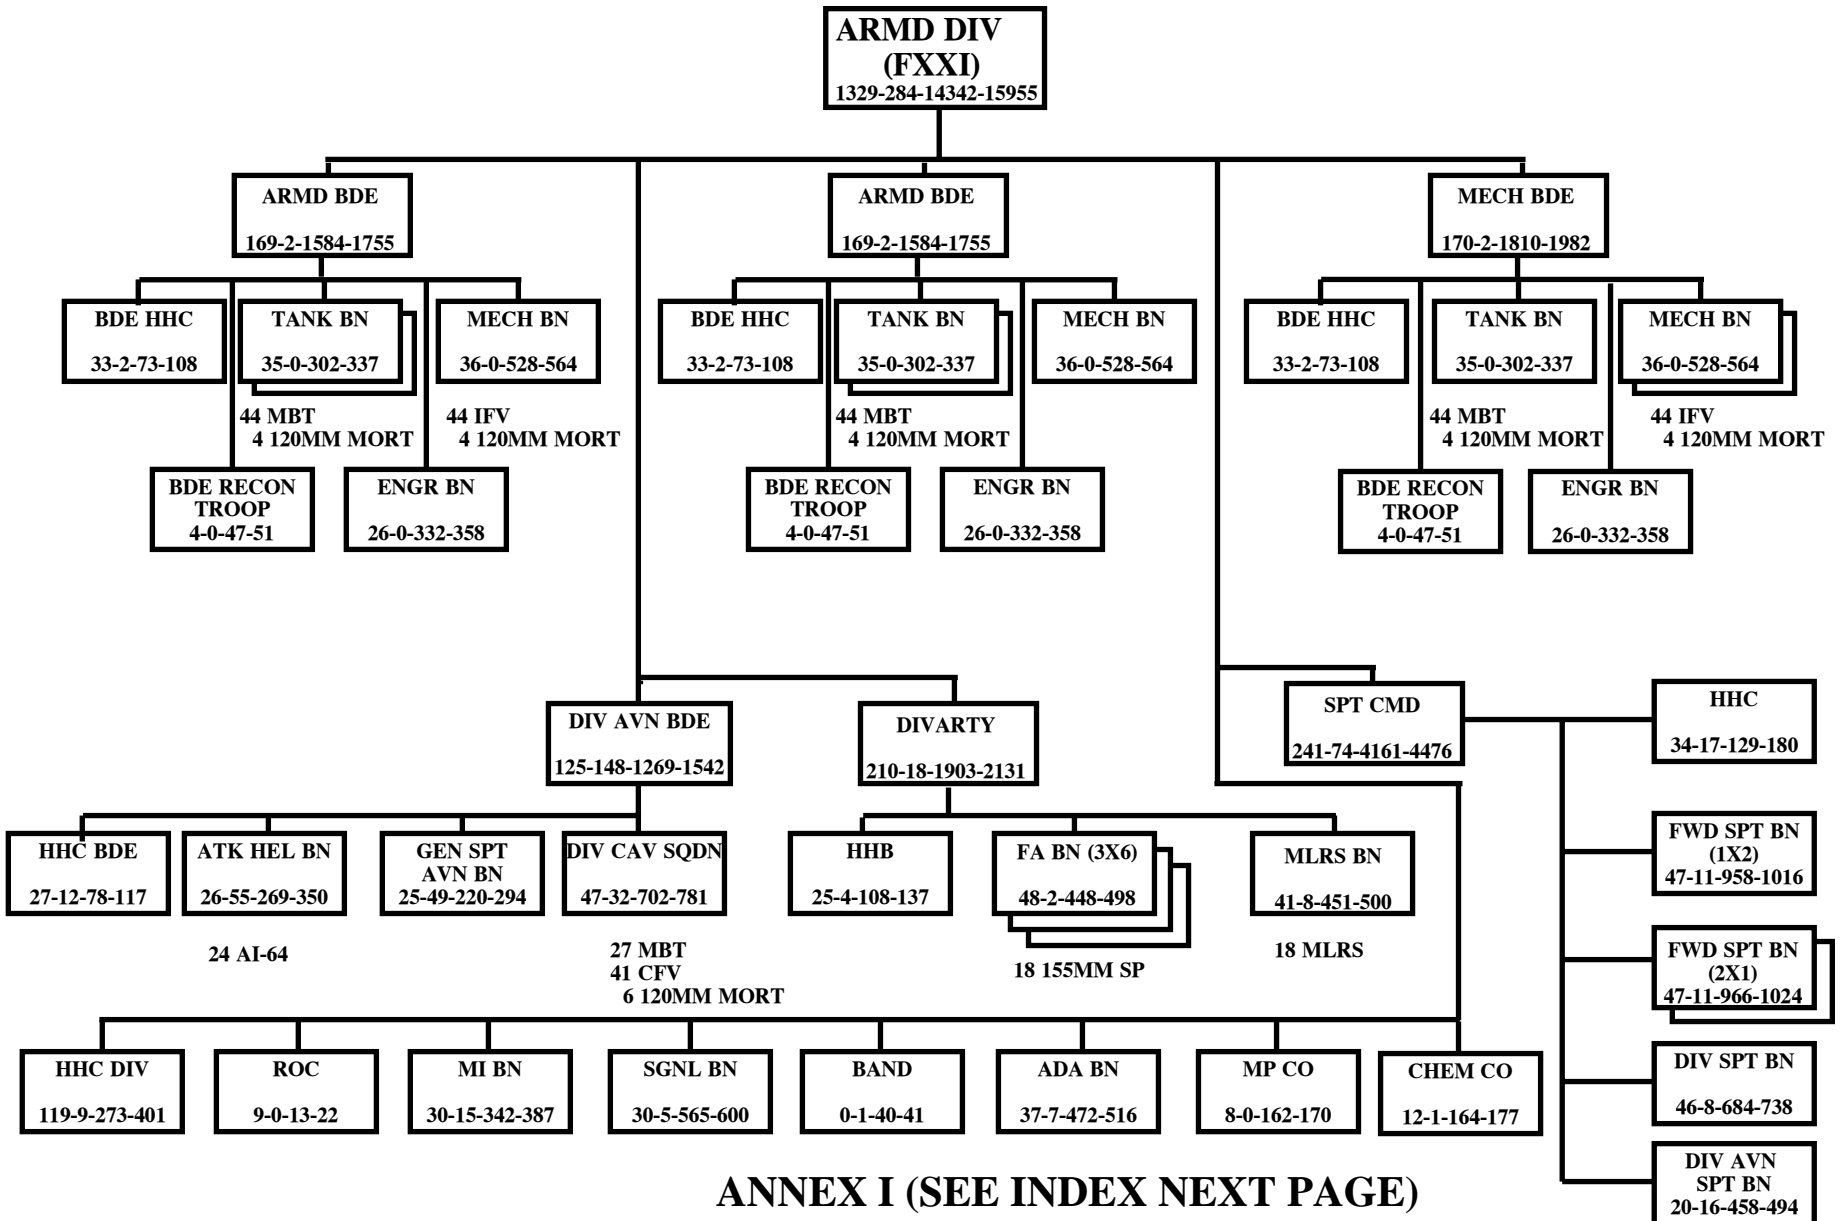 ARMD DIV
(FXXI)
1329-284-14342-15955
ARMD BDE
169-2-1584-1755
ARMD BDE
169-2-1584-1755
MECH BDE
170-2-1810-1982
BDE HHC
33-2-73-108
TANK BN
35-0-302-337
MECH BN
36-0-528-564
BDE HHC
33-2-73-108
TANK BN
35-0-302-337
MECH BN
36-0-528-564
BDE HHC
33-2-73-108
TANK BN
35-0-302-337
MECH BN
36-0-528-564
44 MBT
4 120MM MORT
44 IFV
4 120MM MORT
44 MBT
4 120MM MORT
44 MBT
4 120MM MORT
44 IFV
4 120MM MORT
BDE RECON
TROOP
4-0-47-51
ENGR BN
26-0-332-358
BDE RECON
TROOP
4-0-47-51
ENGR BN
26-0-332-358
BDE RECON
TROOP
4-0-47-51
ENGR BN
26-0-332-358
DIV AVN BDE
125-148-1269-1542
DIVARTY
210-18-1903-2131
SPT CMD
241-74-4161-4476
HHC
34-17-129-180
HHC BDE
27-12-78-117
ATK HEL BN
26-55-269-350
GEN SPT
AVN BN
25-49-220-294
DIV CAV SQDN
47-32-702-781
HHB
25-4-108-137
FA BN (3X6)
48-2-448-498
MLRS BN
41-8-451-500
FWD SPT BN
(1X2)
47-11-958-1016
24 AI-64
27 MBT
41 CFV
6 120MM MORT
18 155MM SP
18 MLRS
FWD SPT BN
(2X1)
47-11-966-1024
HHC DIV
119-9-273-401
ROC
9-0-13-22
MI BN
30-15-342-387
SGNL BN
30-5-565-600
BAND
0-1-40-41
ADA BN
37-7-472-516
MP CO
8-0-162-170
CHEM CO
12-1-164-177
DIV SPT BN
46-8-684-738
DIV AVN
SPT BN
20-16-458-494
ANNEX I (SEE INDEX NEXT PAGE)